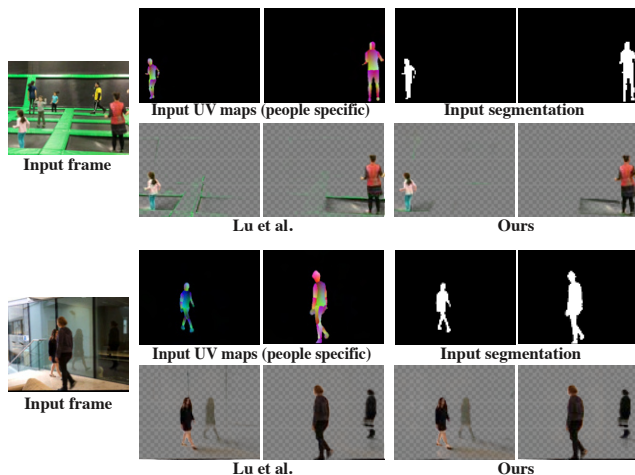 Input UV maps (people specific)
Input segmentation
Input frame
Lu et al.
Ours
Input UV maps (people specific)
Input segmentation
Input frame
Lu et al.
Ours